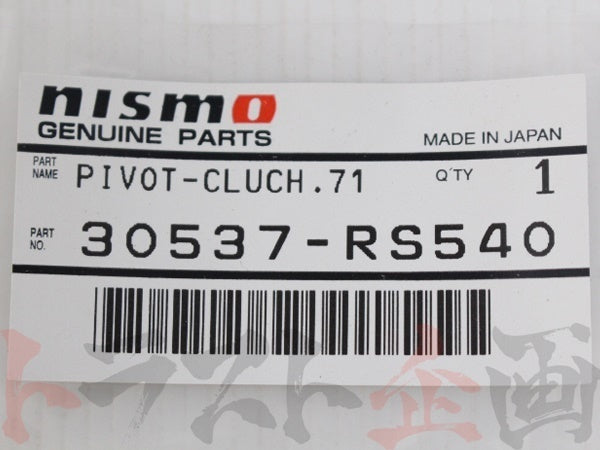 nismo
GENUINE PARTS
MADE IN JAPAN
PART NAME PIVOT-CLUCH.71 Q'TY 1
PART NO. 30537-RS540
トラスト企画